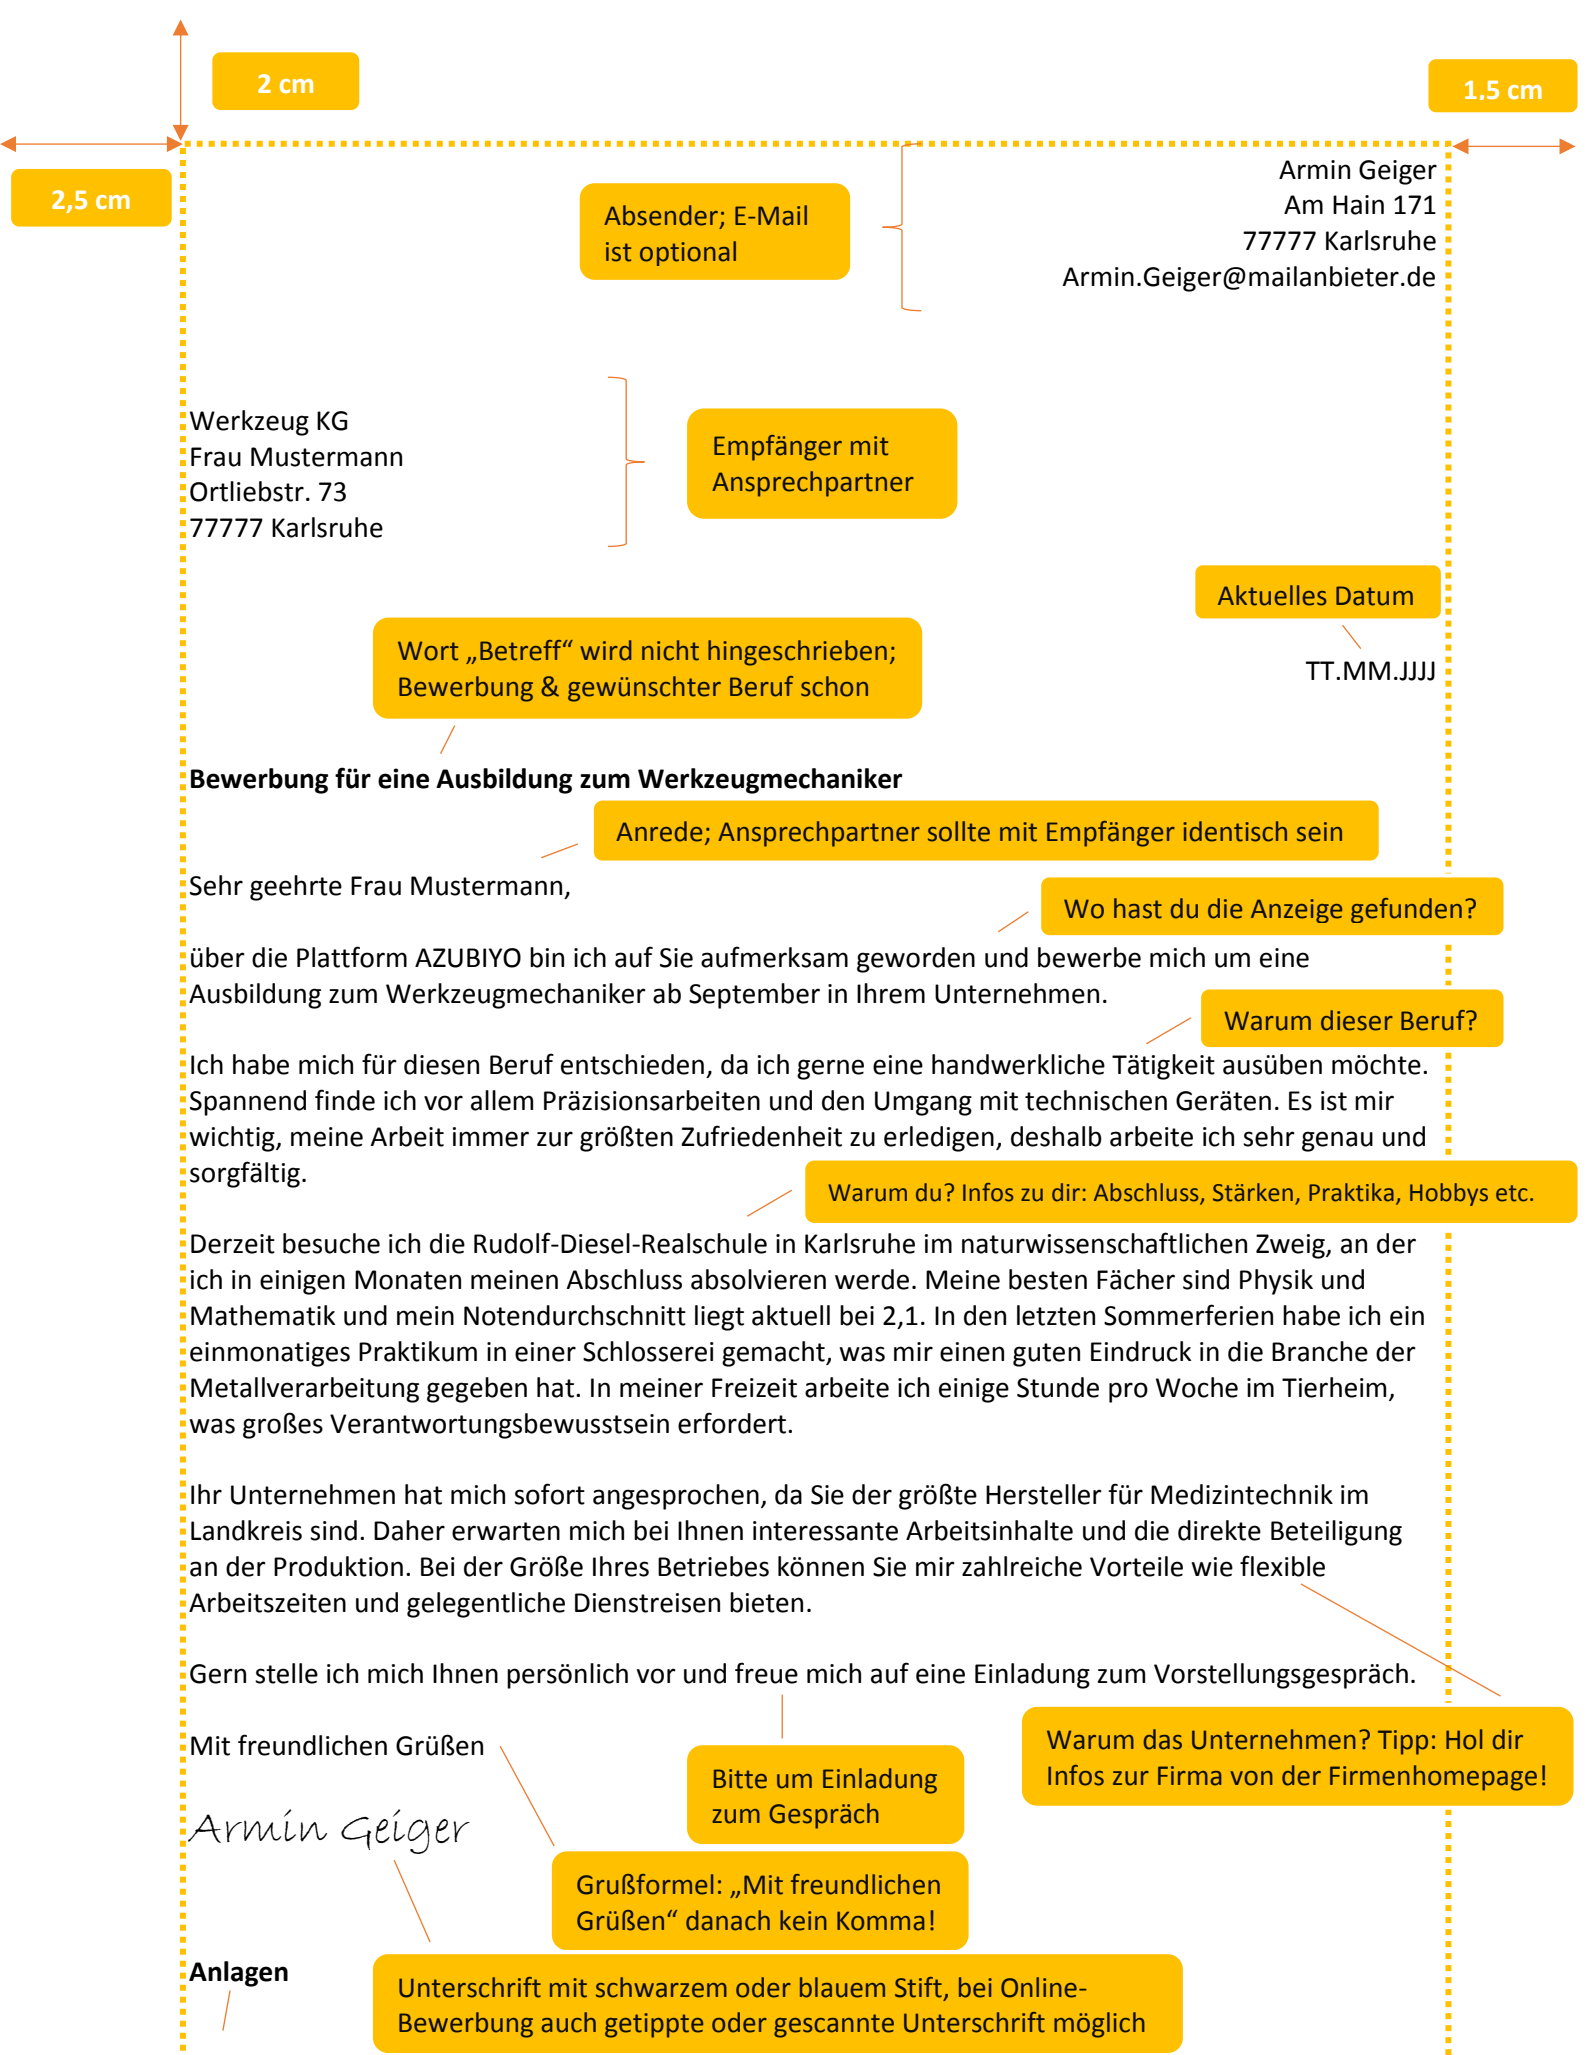 2 cm
1,5 cm
2,5 cm
Armin Geiger
Am Hain 171
77777 Karlsruhe
Armin.Geiger@mailanbieter.de
Absender; E-Mail
ist optional
Werkzeug KG
Frau Mustermann
Ortliebstr. 73
77777 Karlsruhe
Empfänger mit
Ansprechpartner
Aktuelles Datum
TT.MM.JJJJ
Wort „Betreff“ wird nicht hingeschrieben;
Bewerbung & gewünschter Beruf schon
Bewerbung für eine Ausbildung zum Werkzeugmechaniker
Anrede; Ansprechpartner sollte mit Empfänger identisch sein
Sehr geehrte Frau Mustermann,
Wo hast du die Anzeige gefunden?
über die Plattform AZUBIYO bin ich auf Sie aufmerksam geworden und bewerbe mich um eine
Ausbildung zum Werkzeugmechaniker ab September in Ihrem Unternehmen.
Warum dieser Beruf?
Ich habe mich für diesen Beruf entschieden, da ich gerne eine handwerkliche Tätigkeit ausüben möchte.
Spannend finde ich vor allem Präzisionsarbeiten und den Umgang mit technischen Geräten. Es ist mir
wichtig, meine Arbeit immer zur größten Zufriedenheit zu erledigen, deshalb arbeite ich sehr genau und
sorgfältig.
Warum du? Infos zu dir: Abschluss, Stärken, Praktika, Hobbys etc.
Derzeit besuche ich die Rudolf-Diesel-Realschule in Karlsruhe im naturwissenschaftlichen Zweig, an der
ich in einigen Monaten meinen Abschluss absolvieren werde. Meine besten Fächer sind Physik und
Mathematik und mein Notendurchschnitt liegt aktuell bei 2,1. In den letzten Sommerferien habe ich ein
einmonatiges Praktikum in einer Schlosserei gemacht, was mir einen guten Eindruck in die Branche der
Metallverarbeitung gegeben hat. In meiner Freizeit arbeite ich einige Stunde pro Woche im Tierheim,
was großes Verantwortungsbewusstsein erfordert.
Ihr Unternehmen hat mich sofort angesprochen, da Sie der größte Hersteller für Medizintechnik im
Landkreis sind. Daher erwarten mich bei Ihnen interessante Arbeitsinhalte und die direkte Beteiligung
an der Produktion. Bei der Größe Ihres Betriebes können Sie mir zahlreiche Vorteile wie flexible
Arbeitszeiten und gelegentliche Dienstreisen bieten.
Gern stelle ich mich Ihnen persönlich vor und freue mich auf eine Einladung zum Vorstellungsgespräch.
Warum das Unternehmen? Tipp: Hol dir
Infos zur Firma von der Firmenhomepage!
Mit freundlichen Grüßen
Bitte um Einladung
zum Gespräch
Armin Geiger
Grußformel: „Mit freundlichen
Grüßen“ danach kein Komma!
Anlagen
Unterschrift mit schwarzem oder blauem Stift, bei Online-
Bewerbung auch getippte oder gescannte Unterschrift möglich